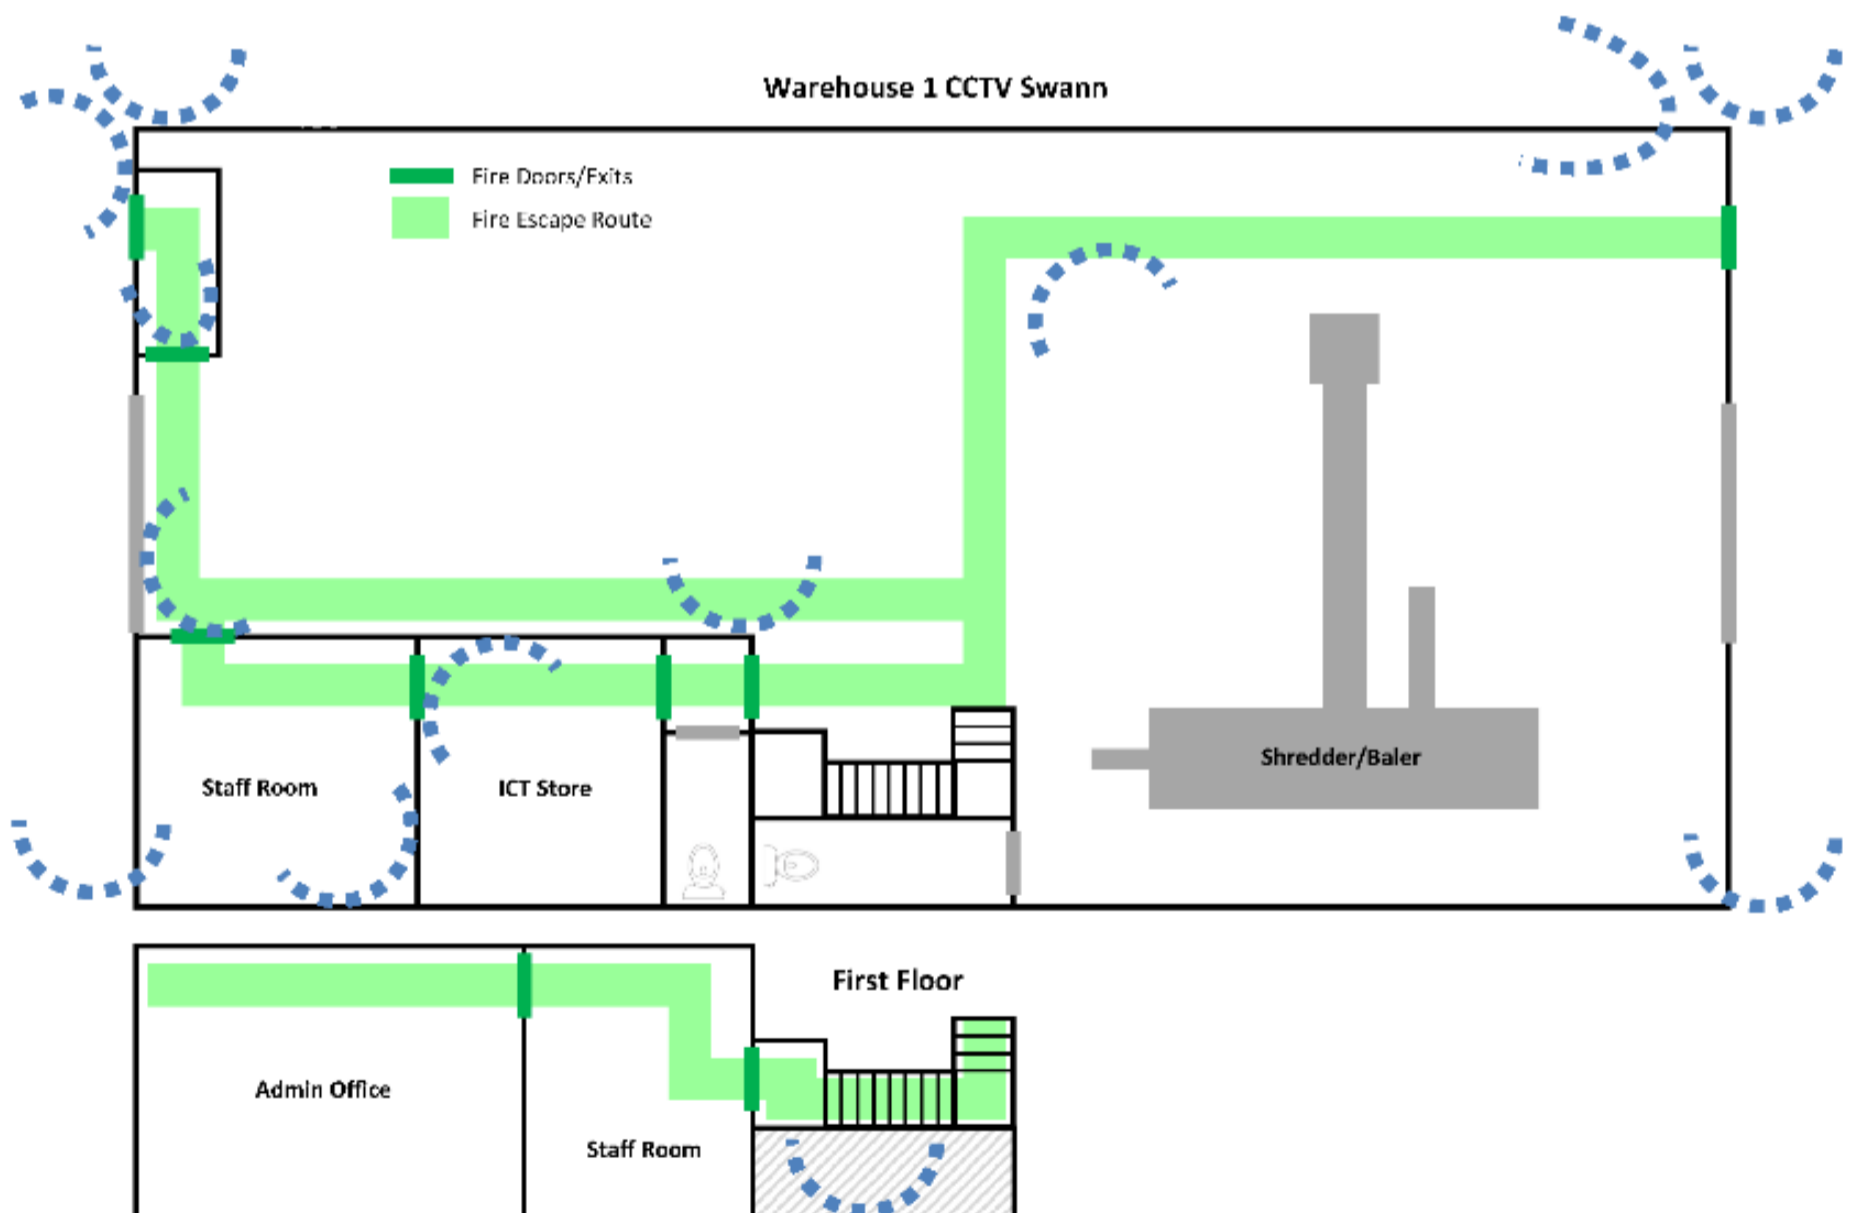 Warehouse 1 CCTV Swann
Fire Doors/Exits
Fire Escape Route
Shredder/Baler
Staff Room
ICT Store
First Floor
Admin Office
Staff Room